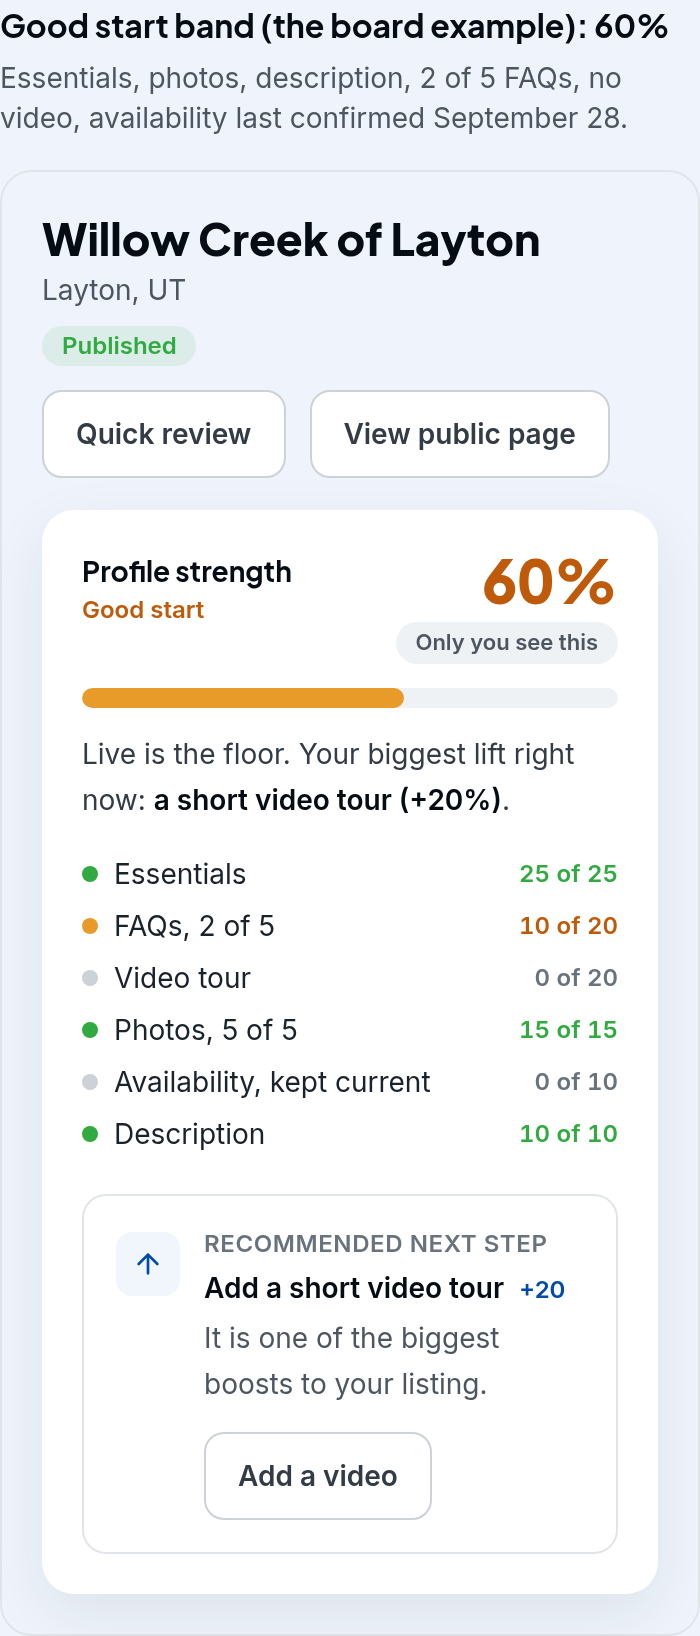 Good start band (the board example): 60%
Essentials, photos, description, 2 of 5 FAQs, no
video, availability last confirmed September 28.
Willow Creek of Layton
Layton, UT
Published
Quick review
View public page
Profile strength
60%
Good start
Only you see this
Live is the floor. Your biggest lift right
now: a short video tour (+20%).
Essentials 25 of 25
FAQs, 2 of 5 10 of 20
Video tour 0 of 20
Photos, 5 of 5 15 of 15
Availability, kept current 0 of 10
Description 10 of 10
RECOMMENDED NEXT STEP
Add a short video tour +20
It is one of the biggest
boosts to your listing.
Add a video